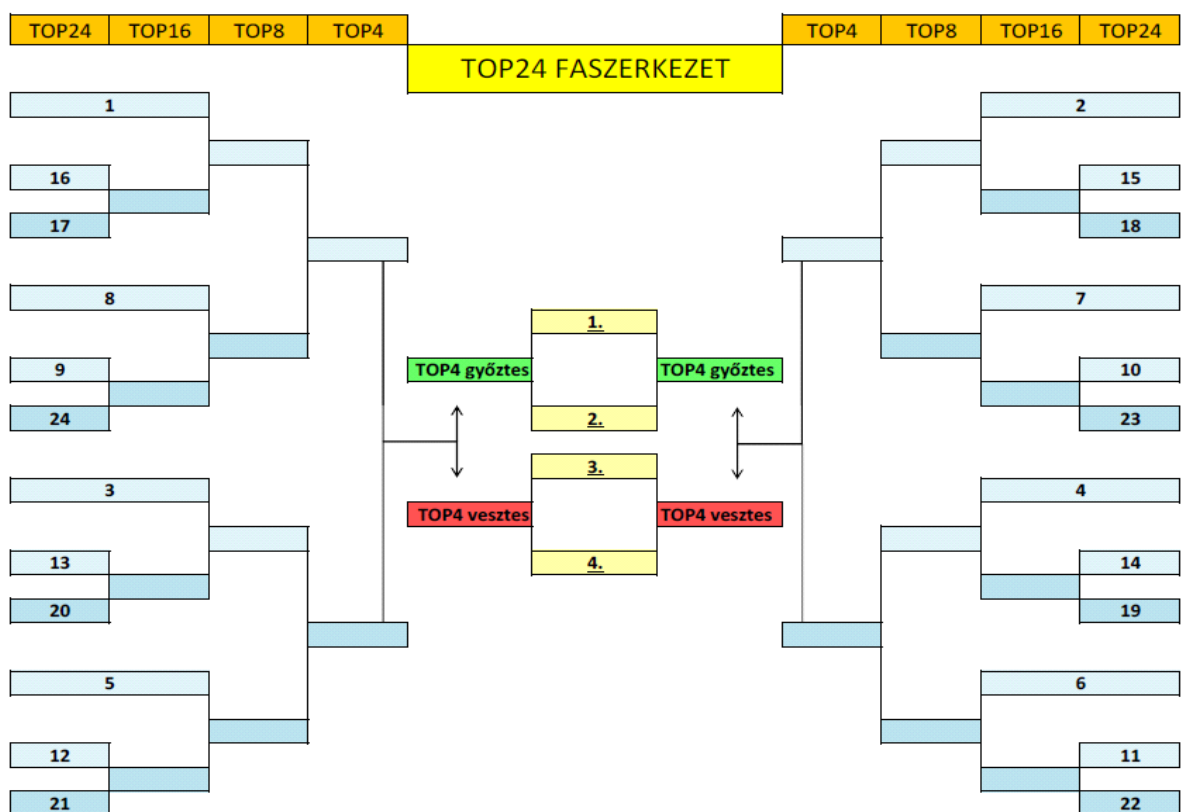 TOP24 TOP16 TOP8 TOP4 TOP4 TOP8 TOP16 TOP24
TOP24 FASZERKEZET
1 2
16 15
17 18
8 7
1.
9 TOP4 győztes TOP4 győztes 10
24 2. 23
3.
3 4
TOP4 vesztes TOP4 vesztes
13 4. 14
20 19
5 6
12 11
21 22